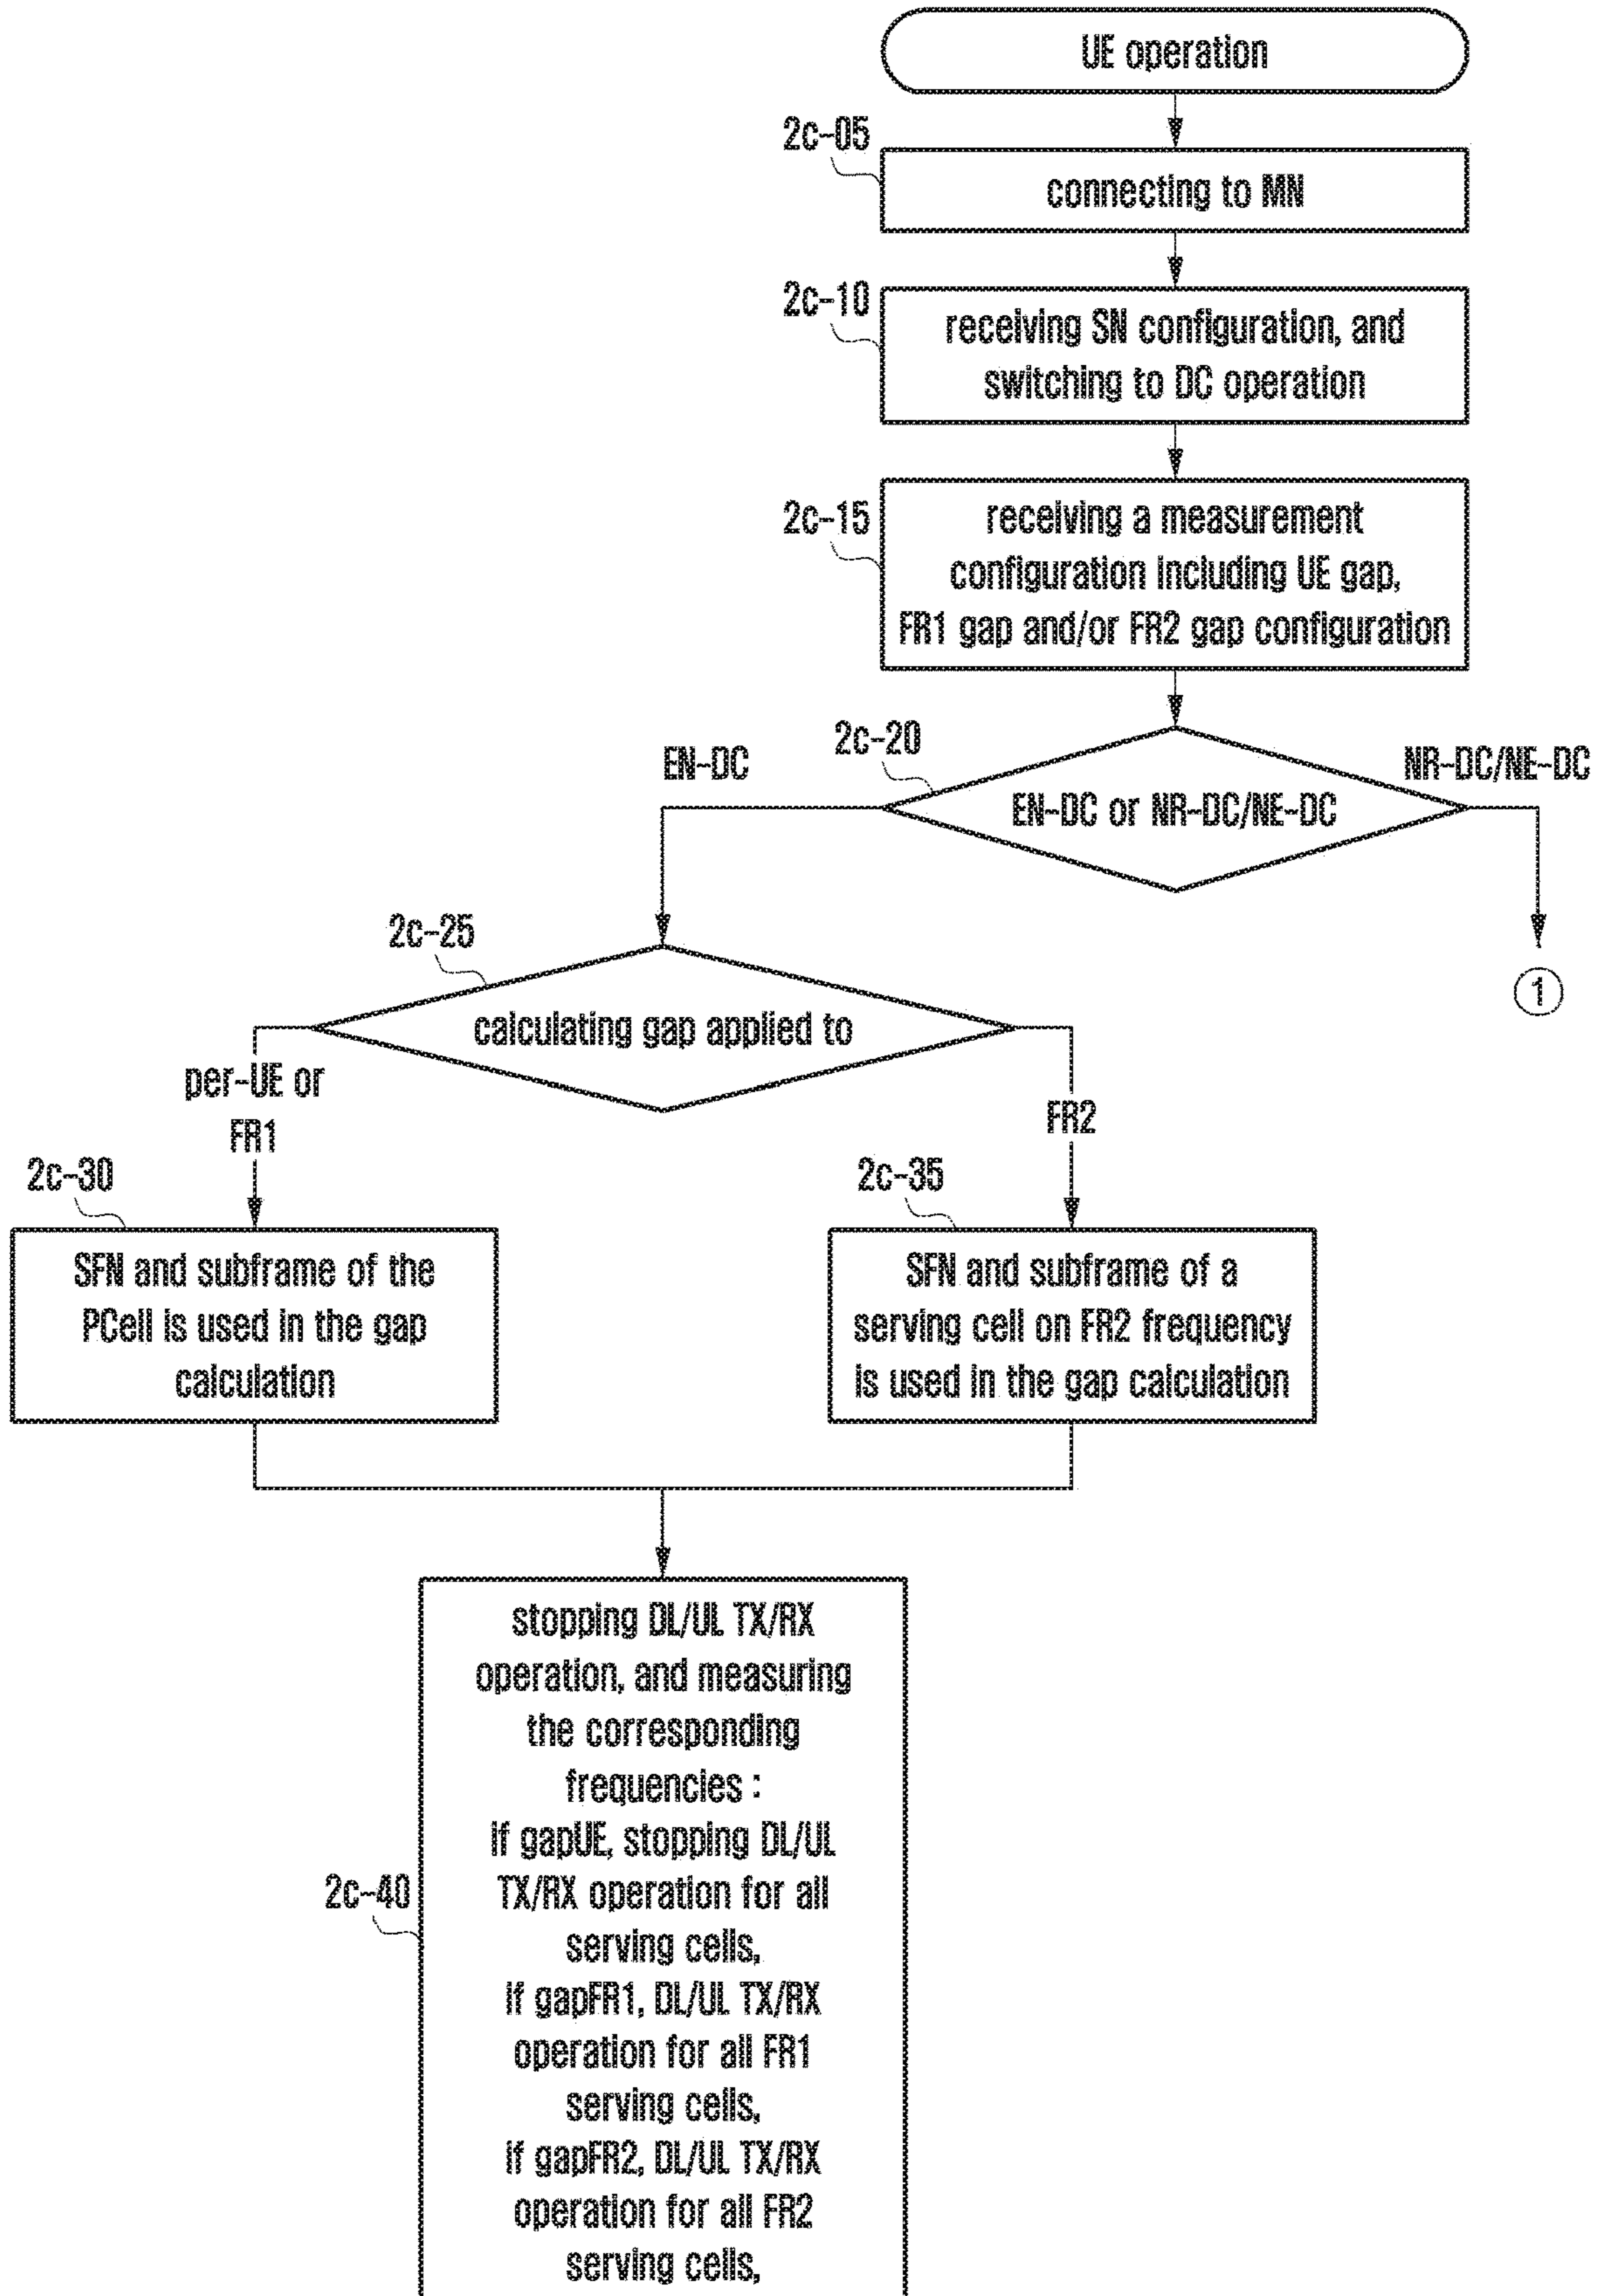 UE operation
2c-05
connecting to MN
2c-10
receiving SN configuration, and
switching to DC operation
2c-15
receiving a measurement
configuration including UE gap,
FR1 gap and/or FR2 gap configuration
2c-20
EN-DC
NR-DC/NE-DC
EN-DC or NR-DC/NE-DC
1
2c-25
calculating gap applied to
per-UE or
FR1
FR2
2c-30
SFN and subframe of the
PCell is used in the gap
calculation
2c-35
SFN and subframe of a
serving cell on FR2 frequency
is used in the gap calculation
2c-40
stopping DL/UL TX/RX
operation, and measuring
the corresponding
frequencies :
if gapUE, stopping DL/UL
TX/RX operation for all
serving cells,
if gapFR1, DL/UL TX/RX
operation for all FR1
serving cells,
if gapFR2, DL/UL TX/RX
operation for all FR2
serving cells,